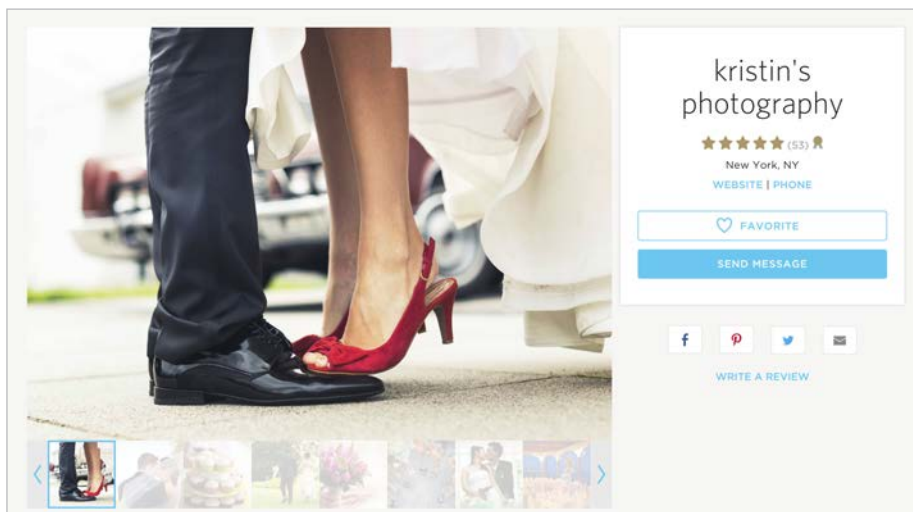 kristin's
photography
(53)
New York, NY
WEBSITE | PHONE
FAVORITE
SEND MESSAGE
WRITE A REVIEW